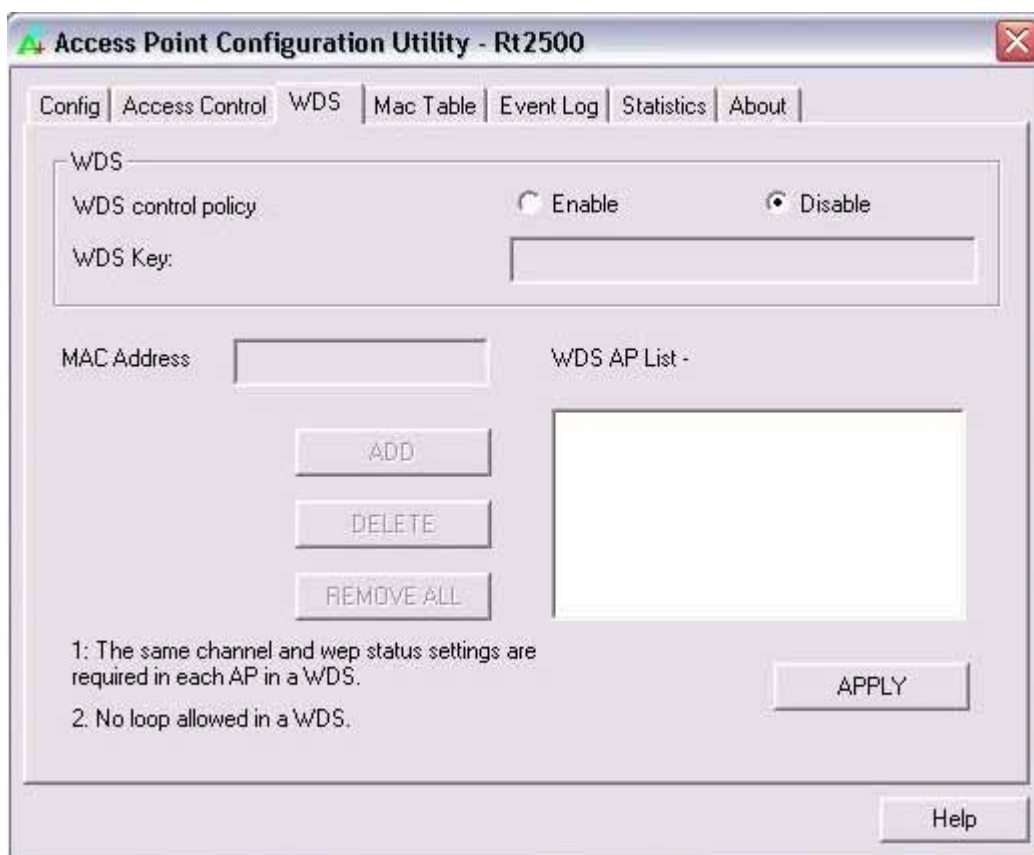 Access Point Configuration Utility - Rt2500
Config Access Control WDS Mac Table Event Log Statistics About
WDS
WDS control policy Enable Disable
WDS Key:
MAC Address WDS AP List -
ADD
DELETE
REMOVE ALL
1: The same channel and wep status settings are
required in each AP in a WDS.
APPLY
2. No loop allowed in a WDS.
Help